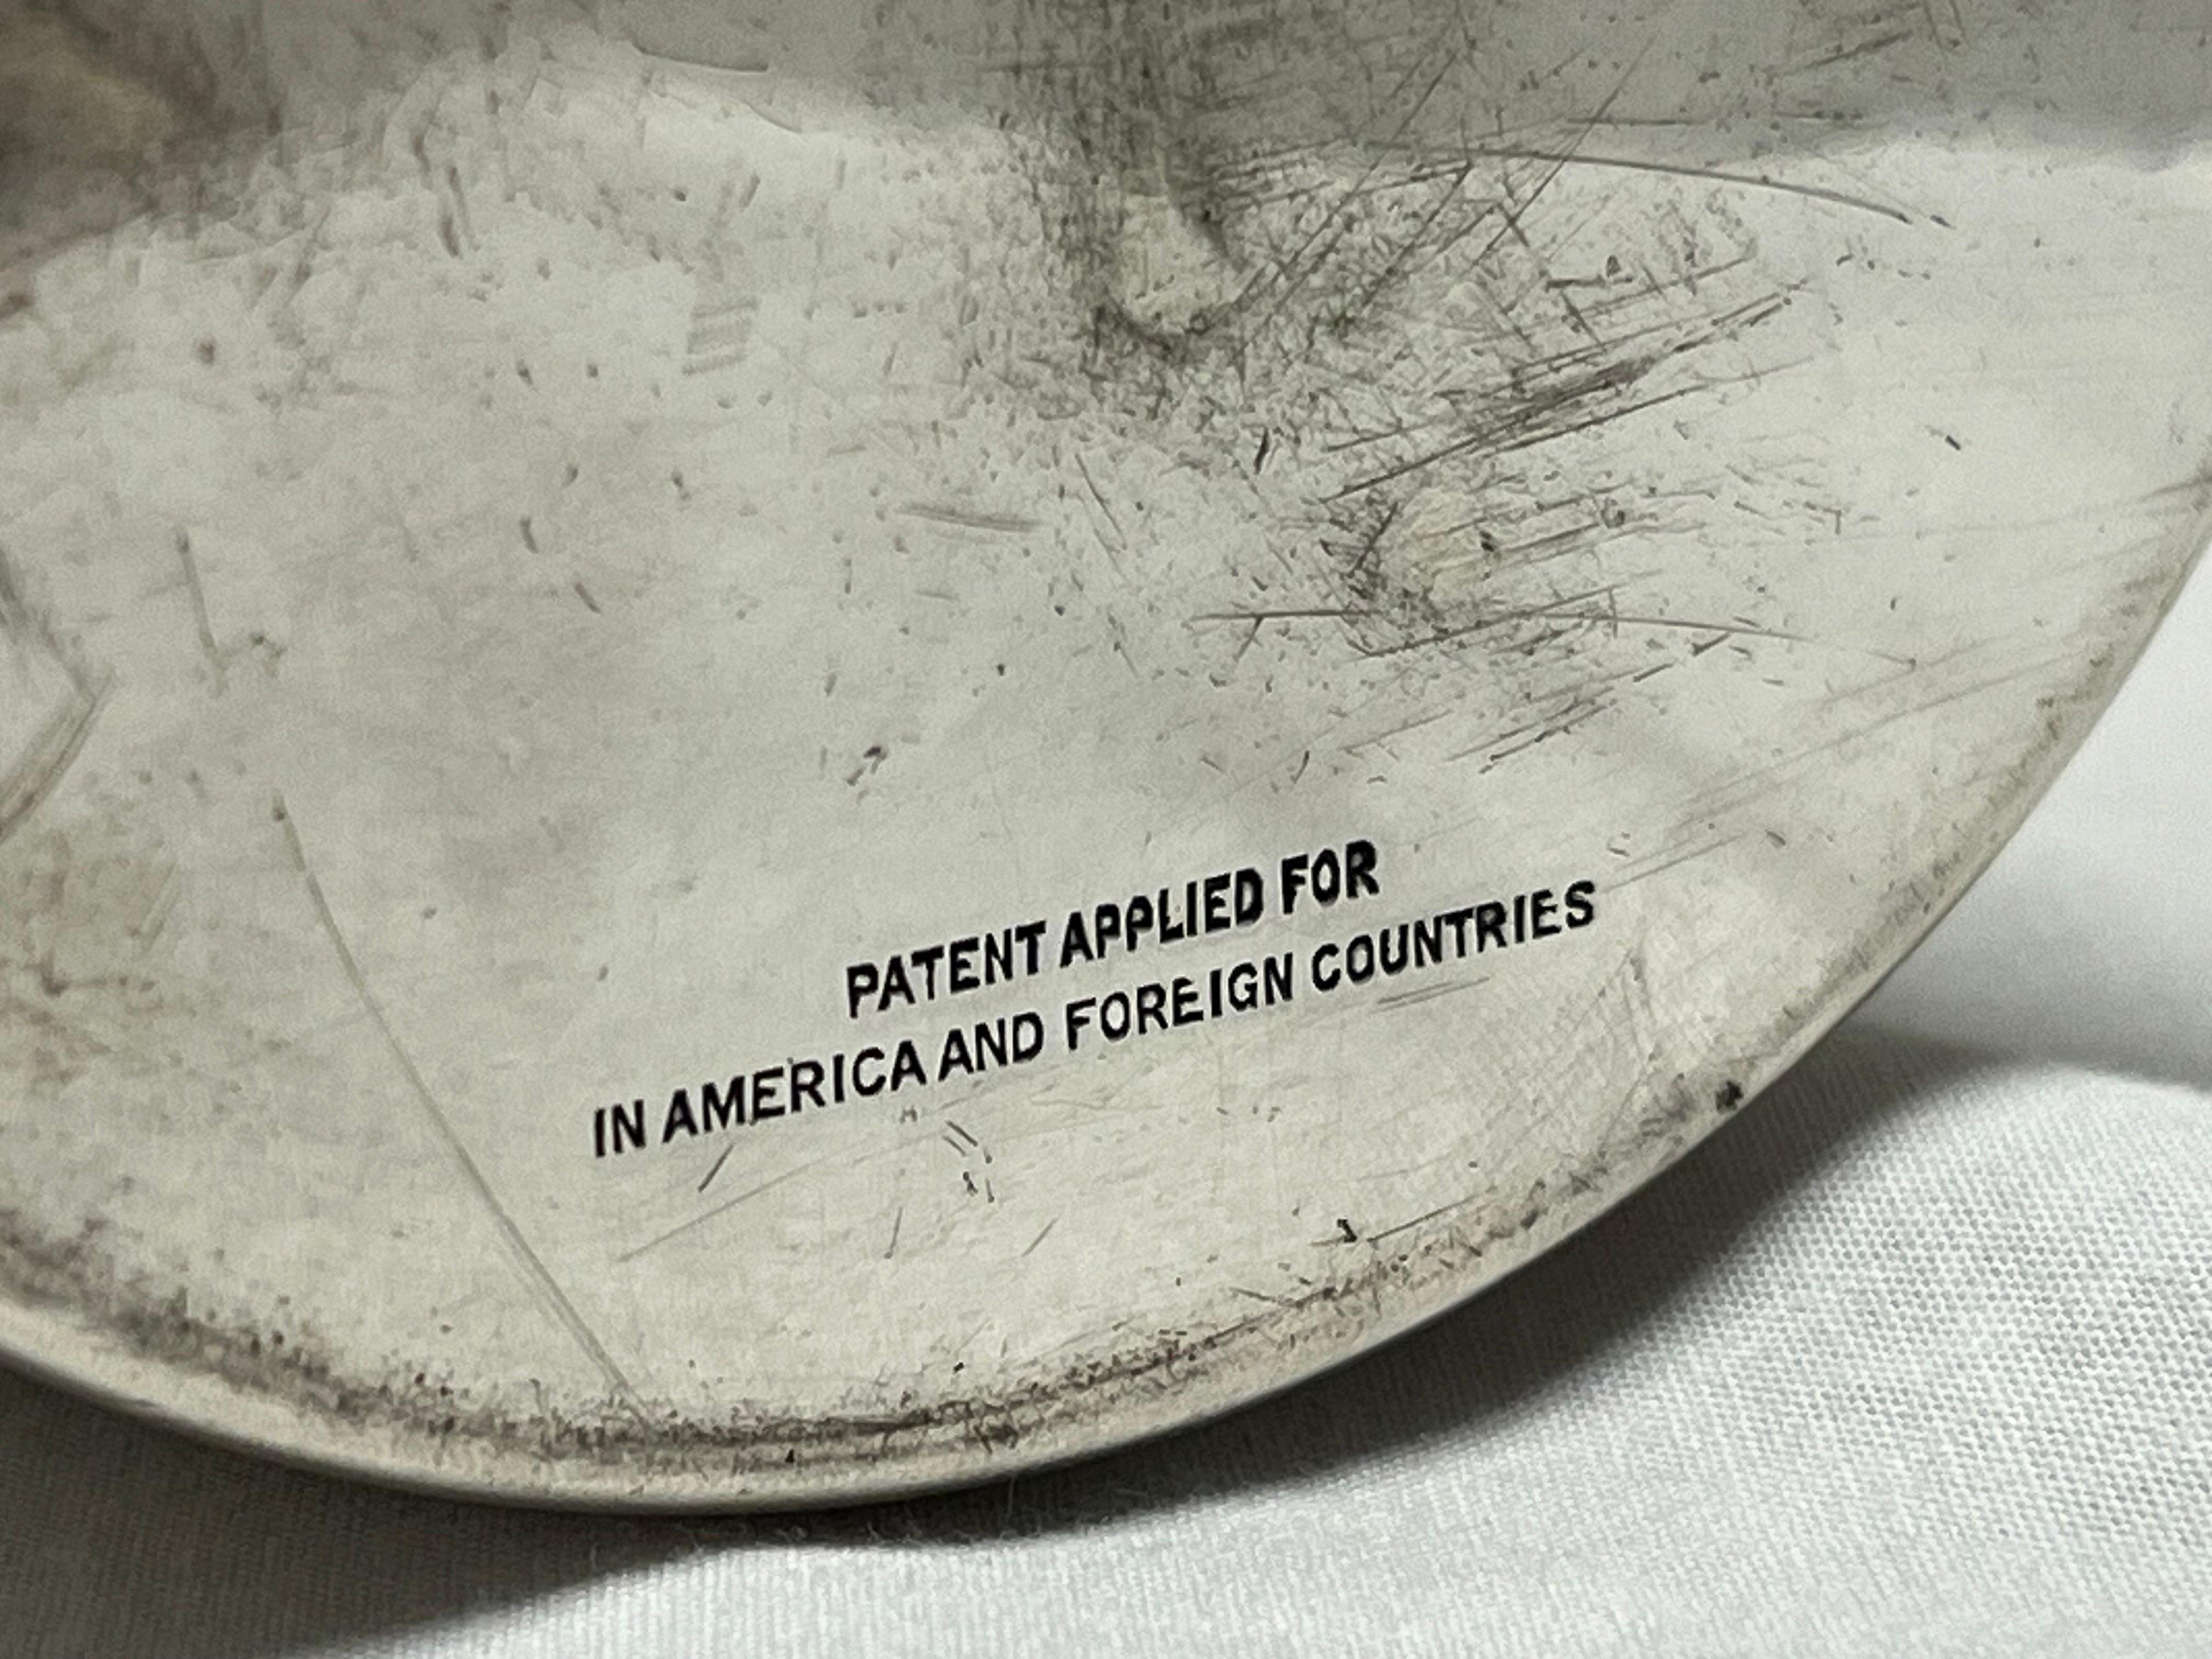 PATENT APPLIED FOR
IN AMERICA AND FOREIGN COUNTRIES